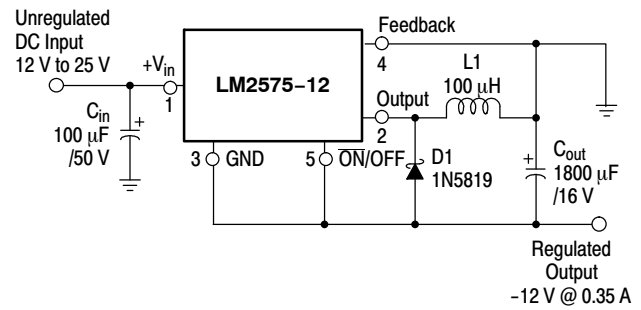 Unregulated
DC Input
12 V to 25 V
+Vin
1
Cin
100 μF
/50 V
+
LM2575−12
Feedback
4
Output
2
L1
100 μH
3
GND
5
ON/OFF
D1
1N5819
+
Cout
1800 μF
/16 V
Regulated
Output
−12 V @ 0.35 A